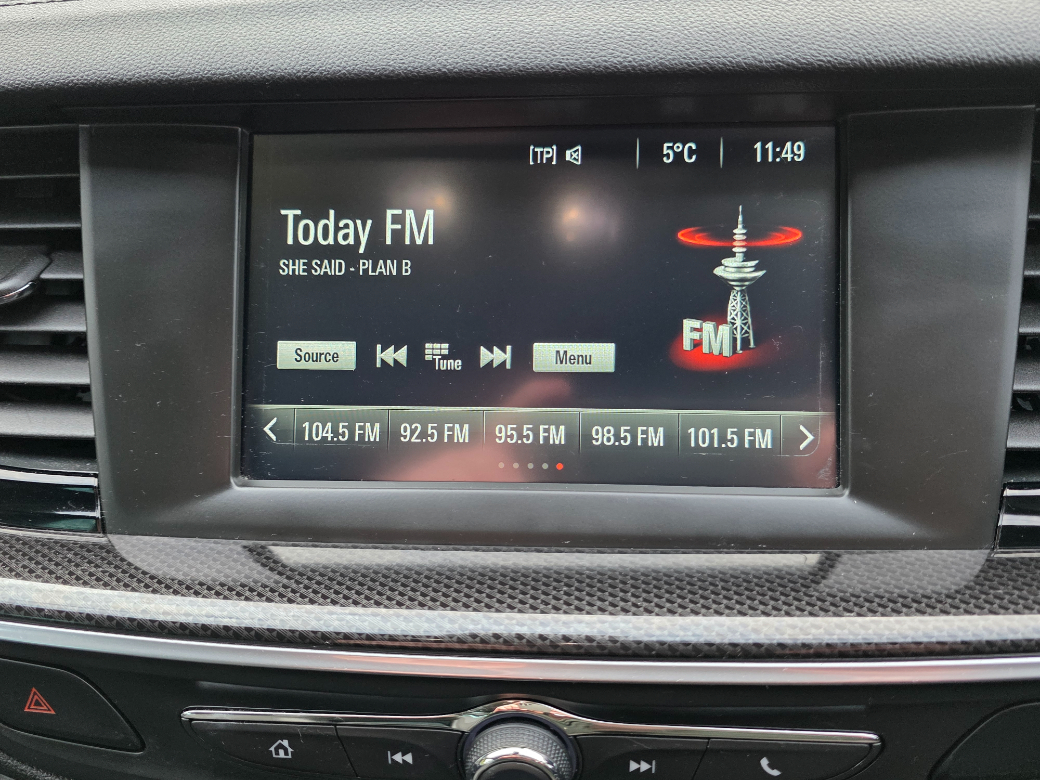 [TP] 5°C 11:49
Today FM
SHE SAID - PLAN B
FM
Source Tune Menu
104.5 FM 92.5 FM 95.5 FM 98.5 FM 101.5 FM